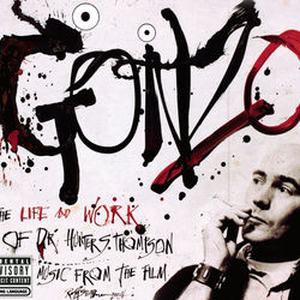 GONZO
THE LIFE AND WORK
OF DR. HUNTER S. THOMPSON
MUSIC FROM THE FILM
PARENTAL
ADVISORY
EXPLICIT CONTENT